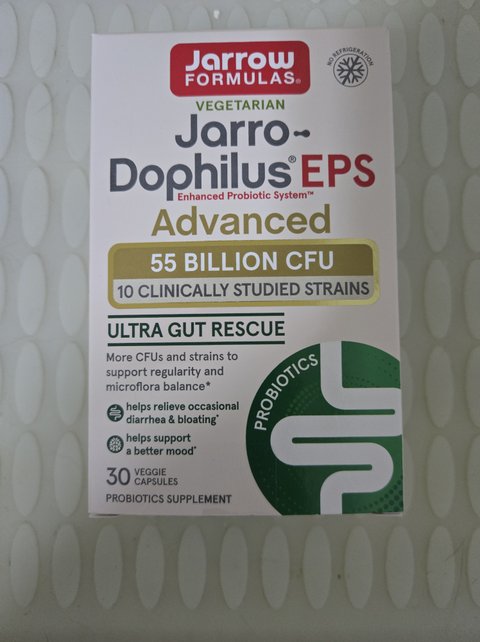 Jarrow
FORMULAS®
NO REFRIGERATION
VEGETARIAN
Jarro-
Dophilus® EPS
Enhanced Probiotic System™
Advanced
55 BILLION CFU
10 CLINICALLY STUDIED STRAINS
ULTRA GUT RESCUE
More CFUs and strains to
support regularity and
microflora balance*
PROBIOTICS
helps relieve occasional
diarrhea & bloating*
helps support
a better mood*
30 VEGGIE
CAPSULES
PROBIOTICS SUPPLEMENT